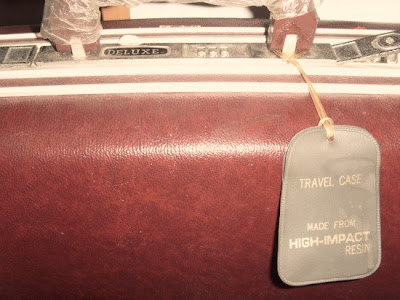 DELUXE
TRAVEL CASE
MADE FROM
HIGH-IMPACT
RESIN